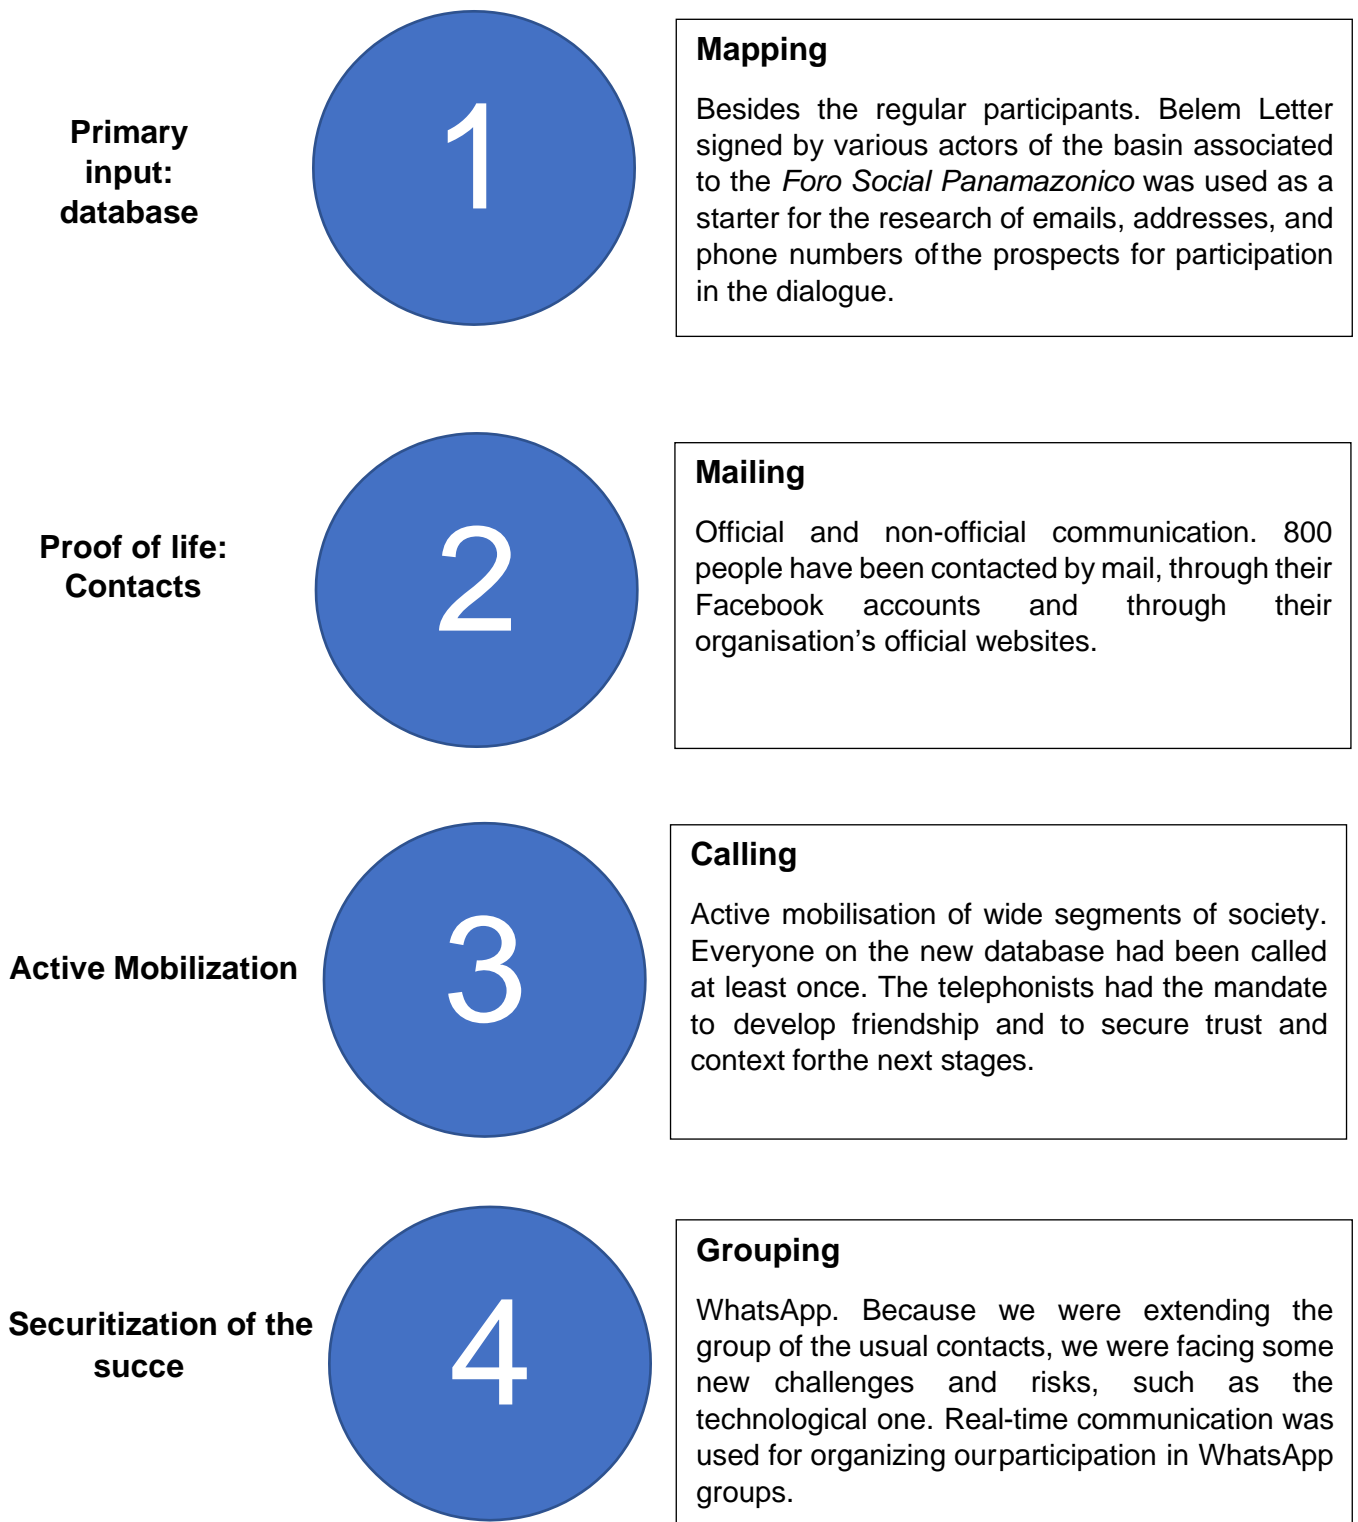 Primary
input:
database
1
Mapping
Besides the regular participants. Belem Letter
signed by various actors of the basin associated
to the Foro Social Panamazonico was used as a
starter for the research of emails, addresses, and
phone numbers ofthe prospects for participation
in the dialogue.
Proof of life:
Contacts
2
Mailing
Official and non-official communication. 800
people have been contacted by mail, through their
Facebook accounts and through their
organisation’s official websites.
Active Mobilization
3
Calling
Active mobilisation of wide segments of society.
Everyone on the new database had been called
at least once. The telephonists had the mandate
to develop friendship and to secure trust and
context forthe next stages.
Securitization of the
succe
4
Grouping
WhatsApp. Because we were extending the
group of the usual contacts, we were facing some
new challenges and risks, such as the
technological one. Real-time communication was
used for organizing ourparticipation in WhatsApp
groups.